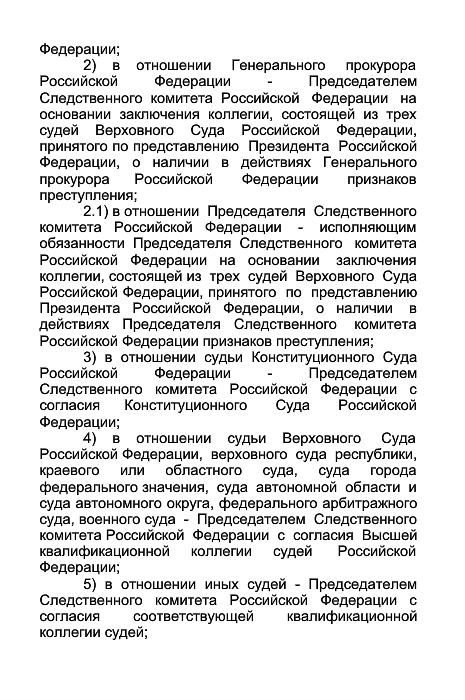 Федерации;
2) в отношении Генерального прокурора
Российской Федерации - Председателем
Следственного комитета Российской Федерации на
основании заключения коллегии, состоящей из трех
судей Верховного Суда Российской Федерации,
принятого по представлению Президента Российской
Федерации, о наличии в действиях Генерального
прокурора Российской Федерации признаков
преступления;
2.1) в отношении Председателя Следственного
комитета Российской Федерации - исполняющим
обязанности Председателя Следственного комитета
Российской Федерации на основании заключения
коллегии, состоящей из трех судей Верховного Суда
Российской Федерации, принятого по представлению
Президента Российской Федерации, о наличии в
действиях Председателя Следственного комитета
Российской Федерации признаков преступления;
3) в отношении судьи Конституционного Суда
Российской Федерации - Председателем
Следственного комитета Российской Федерации с
согласия Конституционного Суда Российской
Федерации;
4) в отношении судьи Верховного Суда
Российской Федерации, верховного суда республики,
краевого или областного суда, суда города
федерального значения, суда автономной области и
суда автономного округа, федерального арбитражного
суда, военного суда - Председателем Следственного
комитета Российской Федерации с согласия Высшей
квалификационной коллегии судей Российской
Федерации;
5) в отношении иных судей - Председателем
Следственного комитета Российской Федерации с
согласия соответствующей квалификационной
коллегии судей;